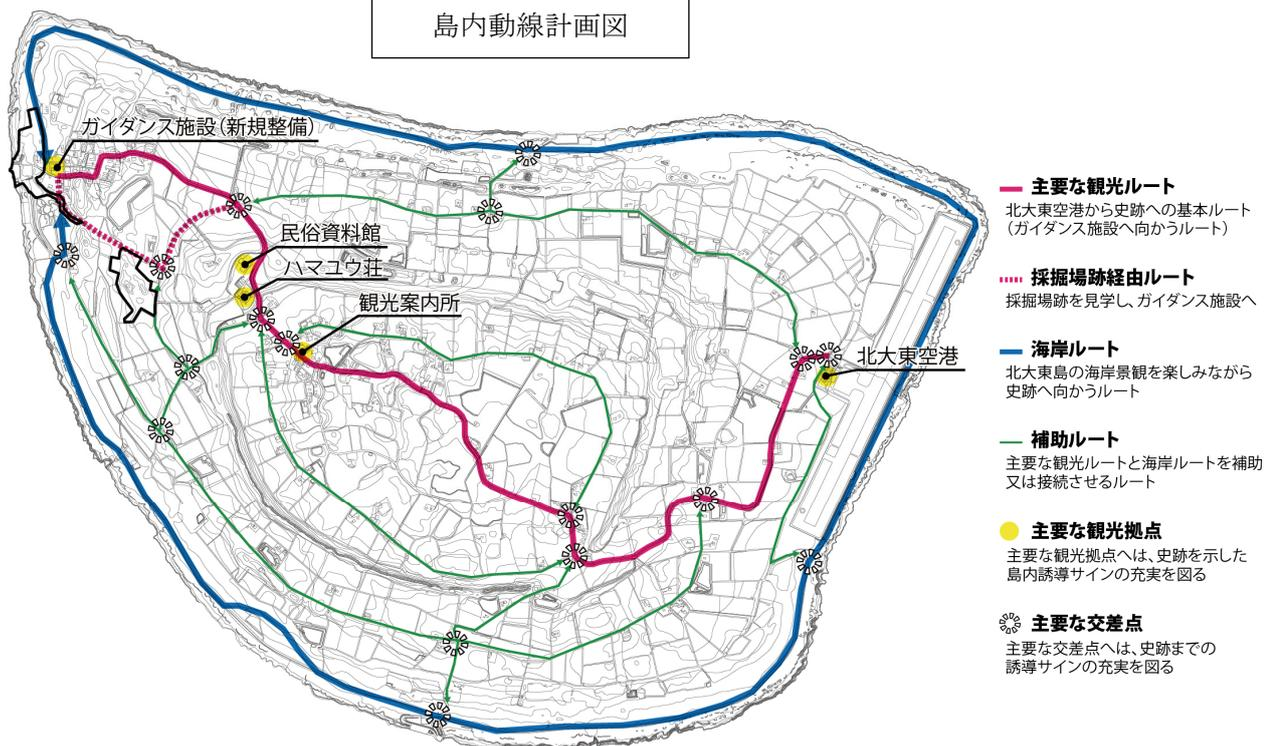 島内動線計画図
ガイダンス施設（新規整備）
民俗資料館
ハマユウ荘
観光案内所
北大東空港
主要な観光ルート
北大東空港から史跡への基本ルート
（ガイダンス施設へ向かうルート）
採掘場跡経由ルート
採掘場跡を見学し、ガイダンス施設へ
海岸ルート
北大東島の海岸景観を楽しみながら
史跡へ向かうルート
補助ルート
主要な観光ルートと海岸ルートを補助
又は接続させるルート
主要な観光拠点
主要な観光拠点へは、史跡を示した
島内誘導サインの充実を図る
主要な交差点
主要な交差点へは、史跡までの
誘導サインの充実を図る